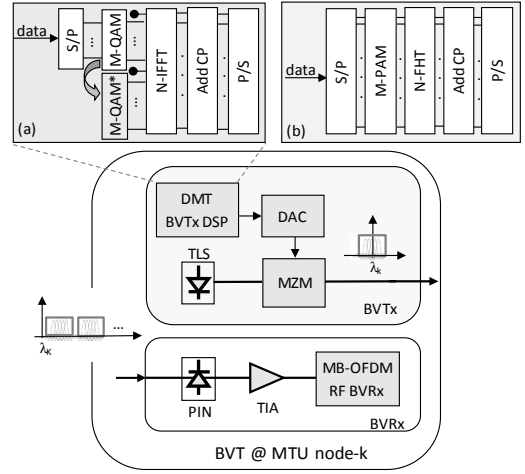 data
S/P
...
...
M-QAM
M-QAM*
N-IFFT
Add CP
P/S
(a)
data
S/P
M-PAM
N-FHT
Add CP
P/S
(b)
DMT
BVTx DSP
DAC
TLS
MZM
λk
BVTx
...
λK
PIN
TIA
MB-OFDM
RF BVRx
BVRx
BVT @ MTU node-k